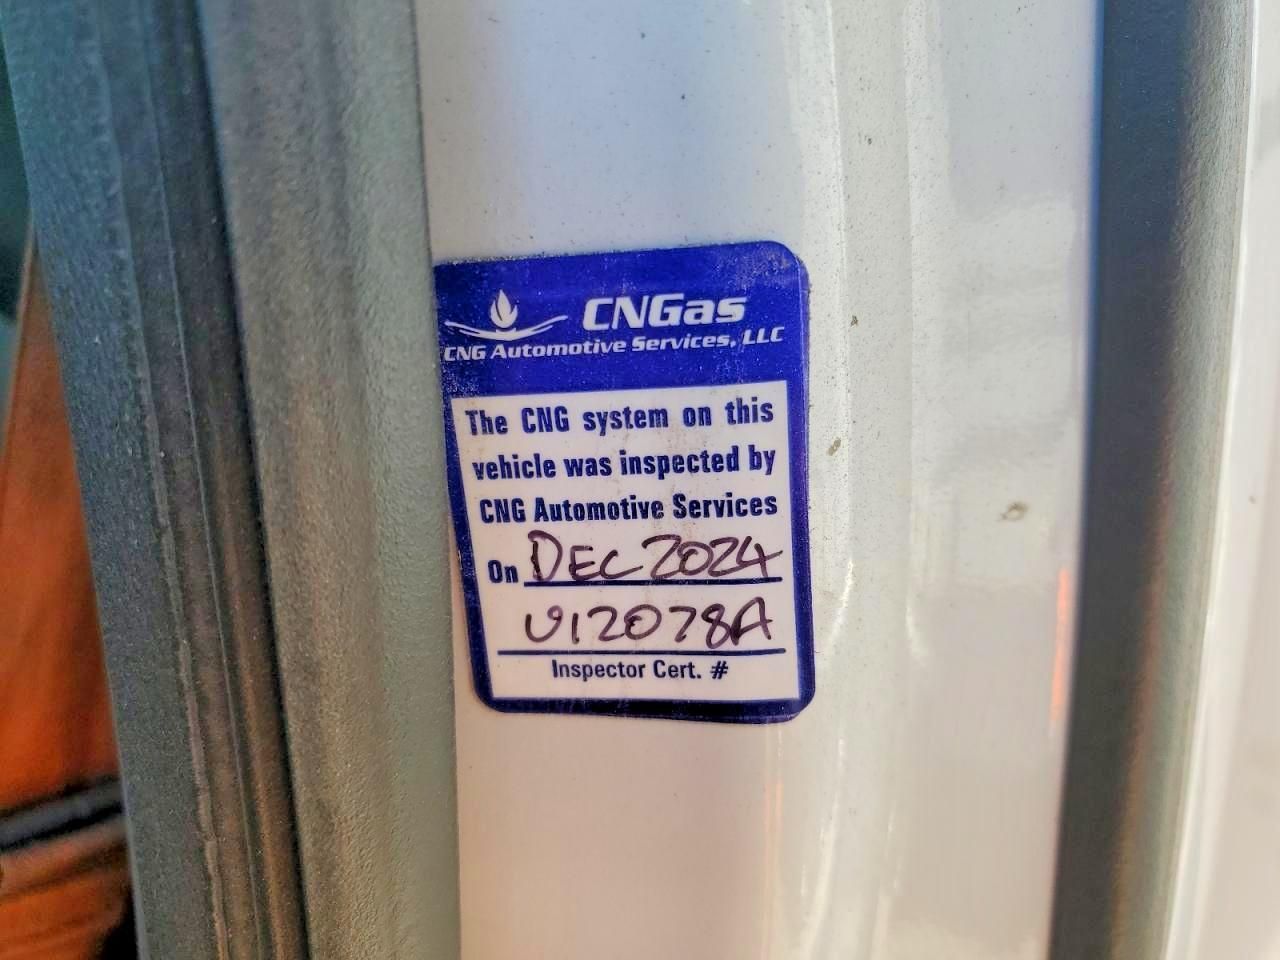 CNGas
CNG Automotive Services, LLC
The CNG system on this
vehicle was inspected by
CNG Automotive Services
On DEC 2024
U12078A
Inspector Cert. #